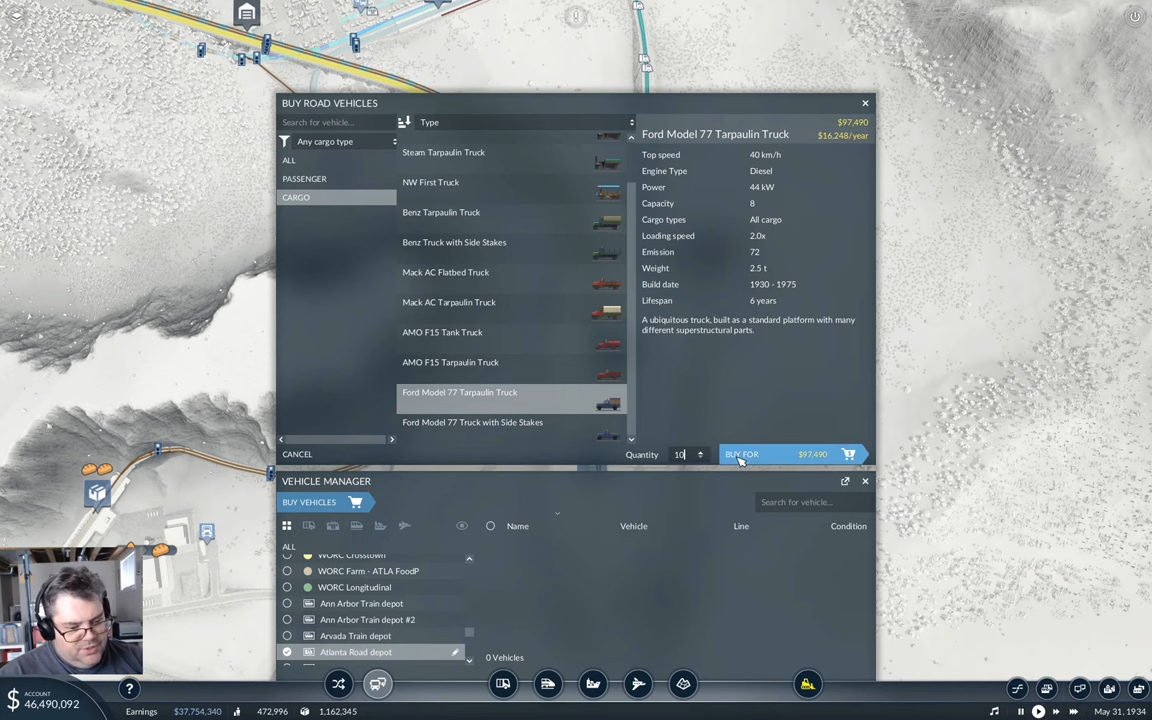 BUY ROAD VEHICLES
Search for vehicle...
Type
Any cargo type
ALL
PASSENGER
CARGO
Steam Tarpaulin Truck
NW First Truck
Benz Tarpaulin Truck
Benz Truck with Side Stakes
Mack AC Flatbed Truck
Mack AC Tarpaulin Truck
AMO F15 Tank Truck
AMO F15 Tarpaulin Truck
Ford Model 77 Tarpaulin Truck
Ford Model 77 Truck with Side Stakes
$97,490
Ford Model 77 Tarpaulin Truck
$16,248/year
Top speed 40 km/h
Engine Type Diesel
Power 44 kW
Capacity 8
Cargo types All cargo
Loading speed 2.0x
Emission 72
Weight 2.5 t
Build date 1930 - 1975
Lifespan 6 years
A ubiquitous truck, built as a standard platform with many
different superstructural parts.
CANCEL
Quantity 10
BUY FOR $97,490
VEHICLE MANAGER
BUY VEHICLES
Search for vehicle...
Name Vehicle Line Condition
ALL
WORC Crosstown
WORC Farm - ATLA FoodP
WORC Longitudinal
Ann Arbor Train depot
Ann Arbor Train depot #2
Arvada Train depot
Atlanta Road depot
0 Vehicles
$ ACCOUNT
46,490,092
?
Earnings $37,754,340 472,996 1,162,345
May 31, 1934